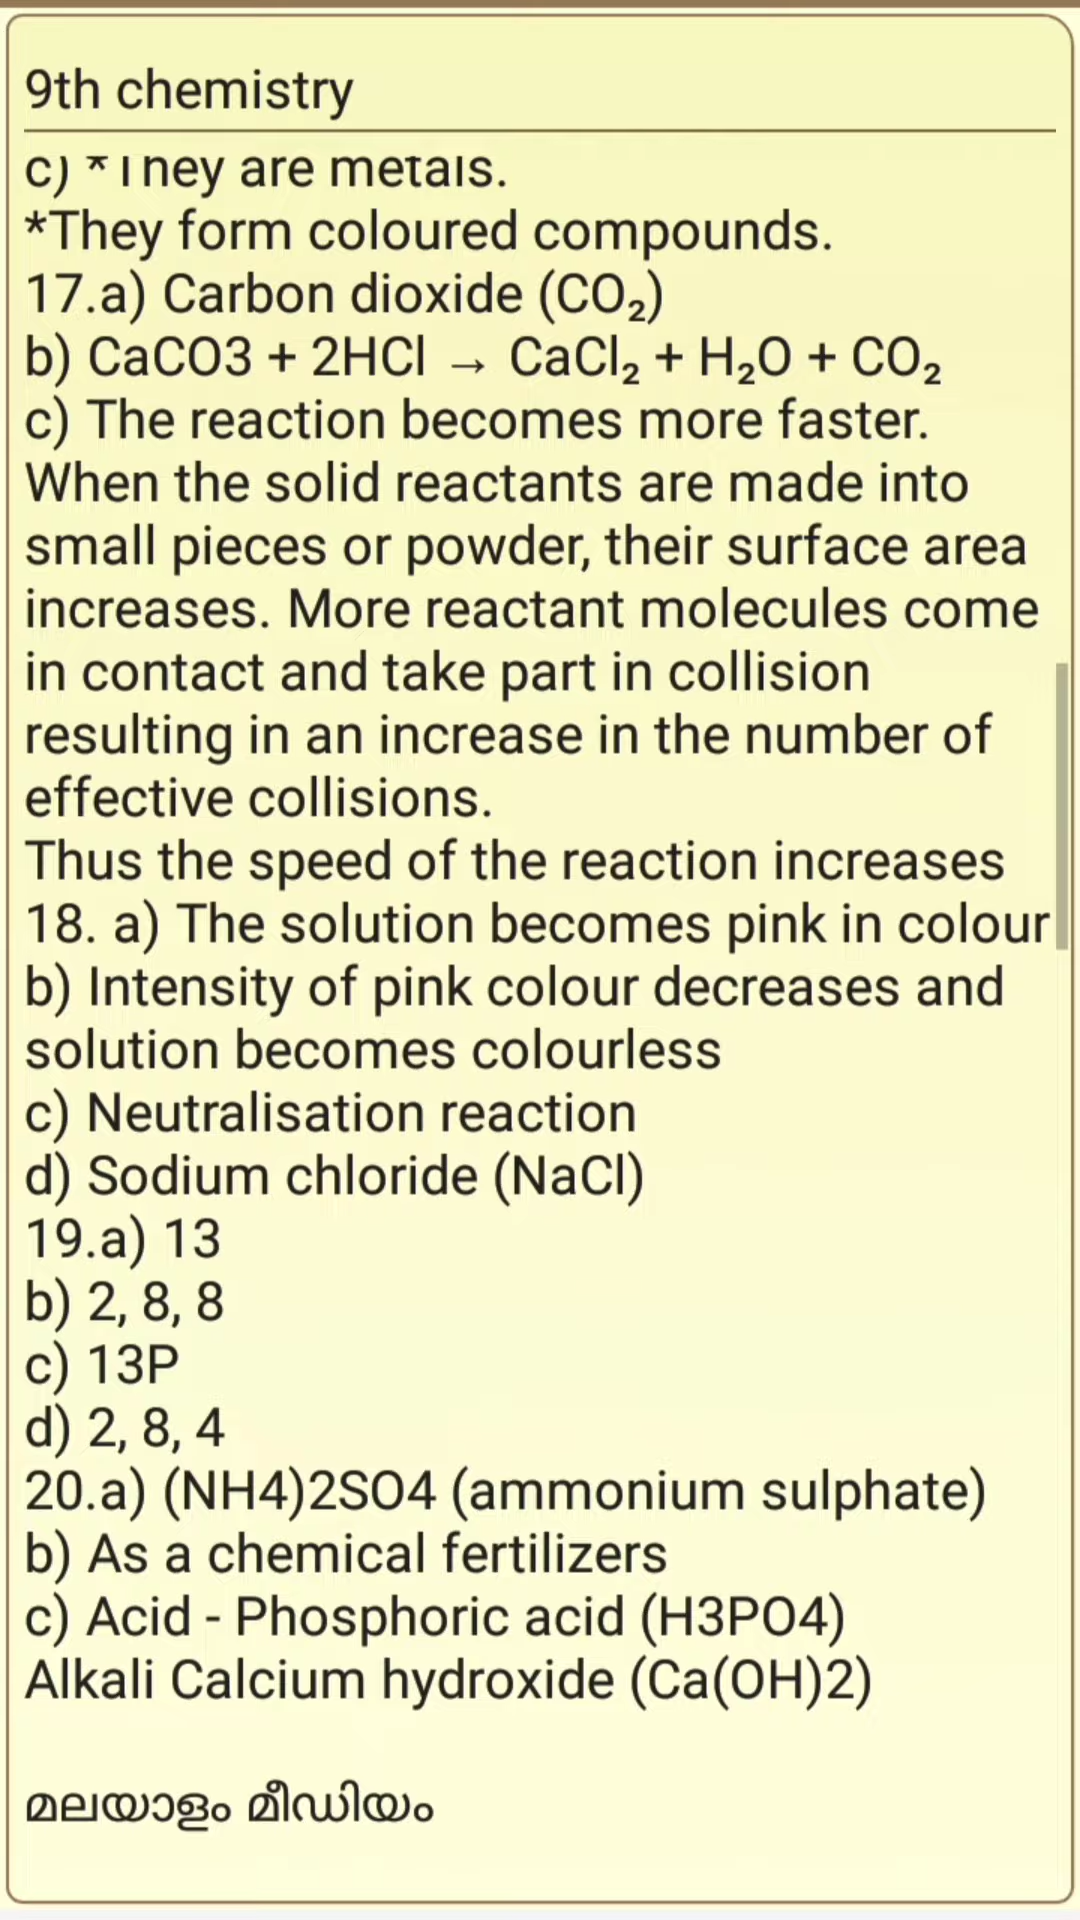 9th chemistry
c) *They are metals.
*They form coloured compounds.
17.a) Carbon dioxide (CO₂)
b) CaCO3 + 2HCl → CaCl₂ + H₂O + CO₂
c) The reaction becomes more faster.
When the solid reactants are made into
small pieces or powder, their surface area
increases. More reactant molecules come
in contact and take part in collision
resulting in an increase in the number of
effective collisions.
Thus the speed of the reaction increases
18. a) The solution becomes pink in colour
b) Intensity of pink colour decreases and
solution becomes colourless
c) Neutralisation reaction
d) Sodium chloride (NaCl)
19.a) 13
b) 2, 8, 8
c) 13P
d) 2, 8, 4
20.a) (NH4)2SO4 (ammonium sulphate)
b) As a chemical fertilizers
c) Acid - Phosphoric acid (H3PO4)
Alkali Calcium hydroxide (Ca(OH)2)
മലയാളം മീഡിയം